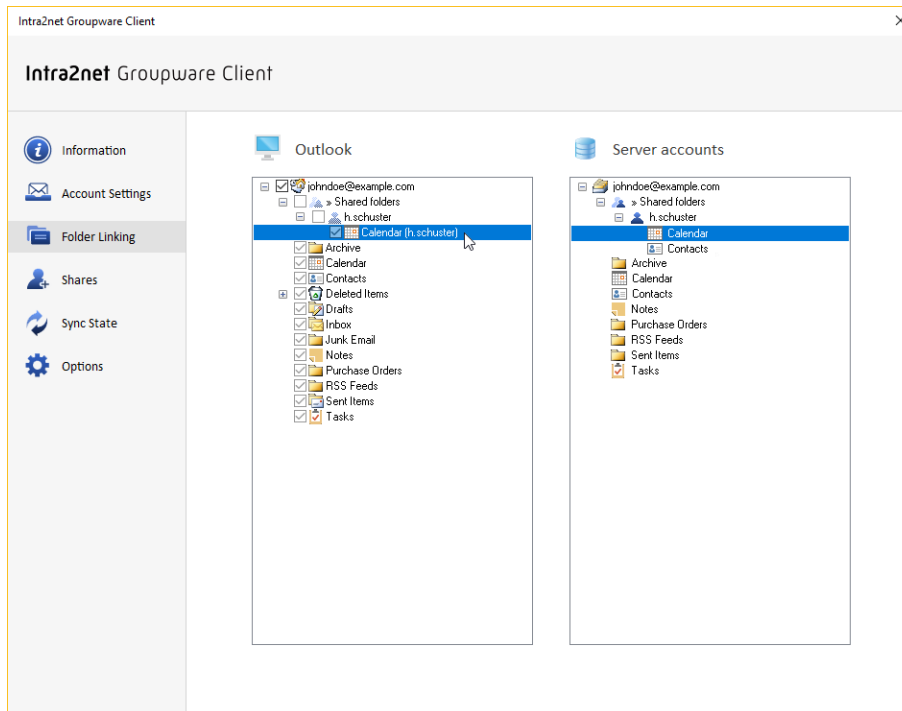 Intra2net Groupware Client
Intra2net Groupware Client
Information
Account Settings
Folder Linking
Shares
Sync State
Options
Outlook
johndoe@example.com
» Shared folders
h.schuster
Calendar (h.schuster)
Archive
Calendar
Contacts
Deleted Items
Drafts
Inbox
Junk Email
Notes
Purchase Orders
RSS Feeds
Sent Items
Tasks
Server accounts
johndoe@example.com
» Shared folders
h.schuster
Calendar
Contacts
Archive
Calendar
Contacts
Notes
Purchase Orders
RSS Feeds
Sent Items
Tasks